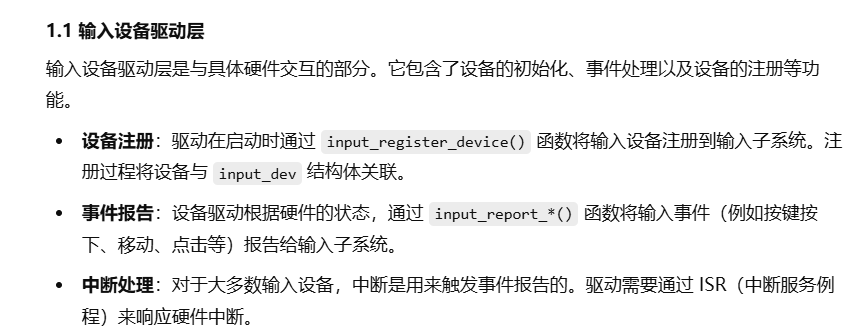 1.1 输入设备驱动层
输入设备驱动层是与具体硬件交互的部分。它包含了设备的初始化、事件处理以及设备的注册等功
能。
• 设备注册：驱动在启动时通过 input_register_device() 函数将输入设备注册到输入子系统。注
册过程将设备与 input_dev 结构体关联。
• 事件报告：设备驱动根据硬件的状态，通过 input_report_*() 函数将输入事件（例如按键按
下、移动、点击等）报告给输入子系统。
• 中断处理：对于大多数输入设备，中断是用来触发事件报告的。驱动需要通过 ISR（中断服务例
程）来响应硬件中断。